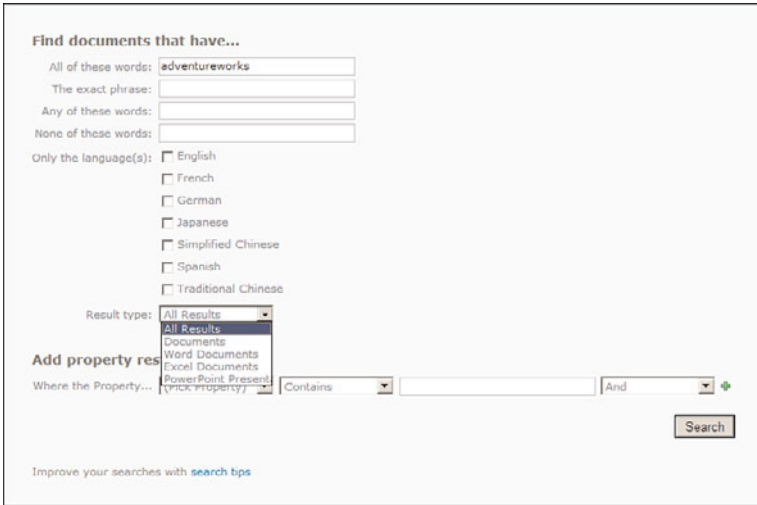 Find documents that have...
All of these words: adventureworks
The exact phrase:
Any of these words:
None of these words:
Only the language(s): English
French
German
Japanese
Simplified Chinese
Spanish
Traditional Chinese
Result type: All Results
All Results
Documents
Word Documents
Excel Documents
PowerPoint Present
Add property res
Where the Property... (Pick Property) Contains And
Search
Improve your searches with search tips